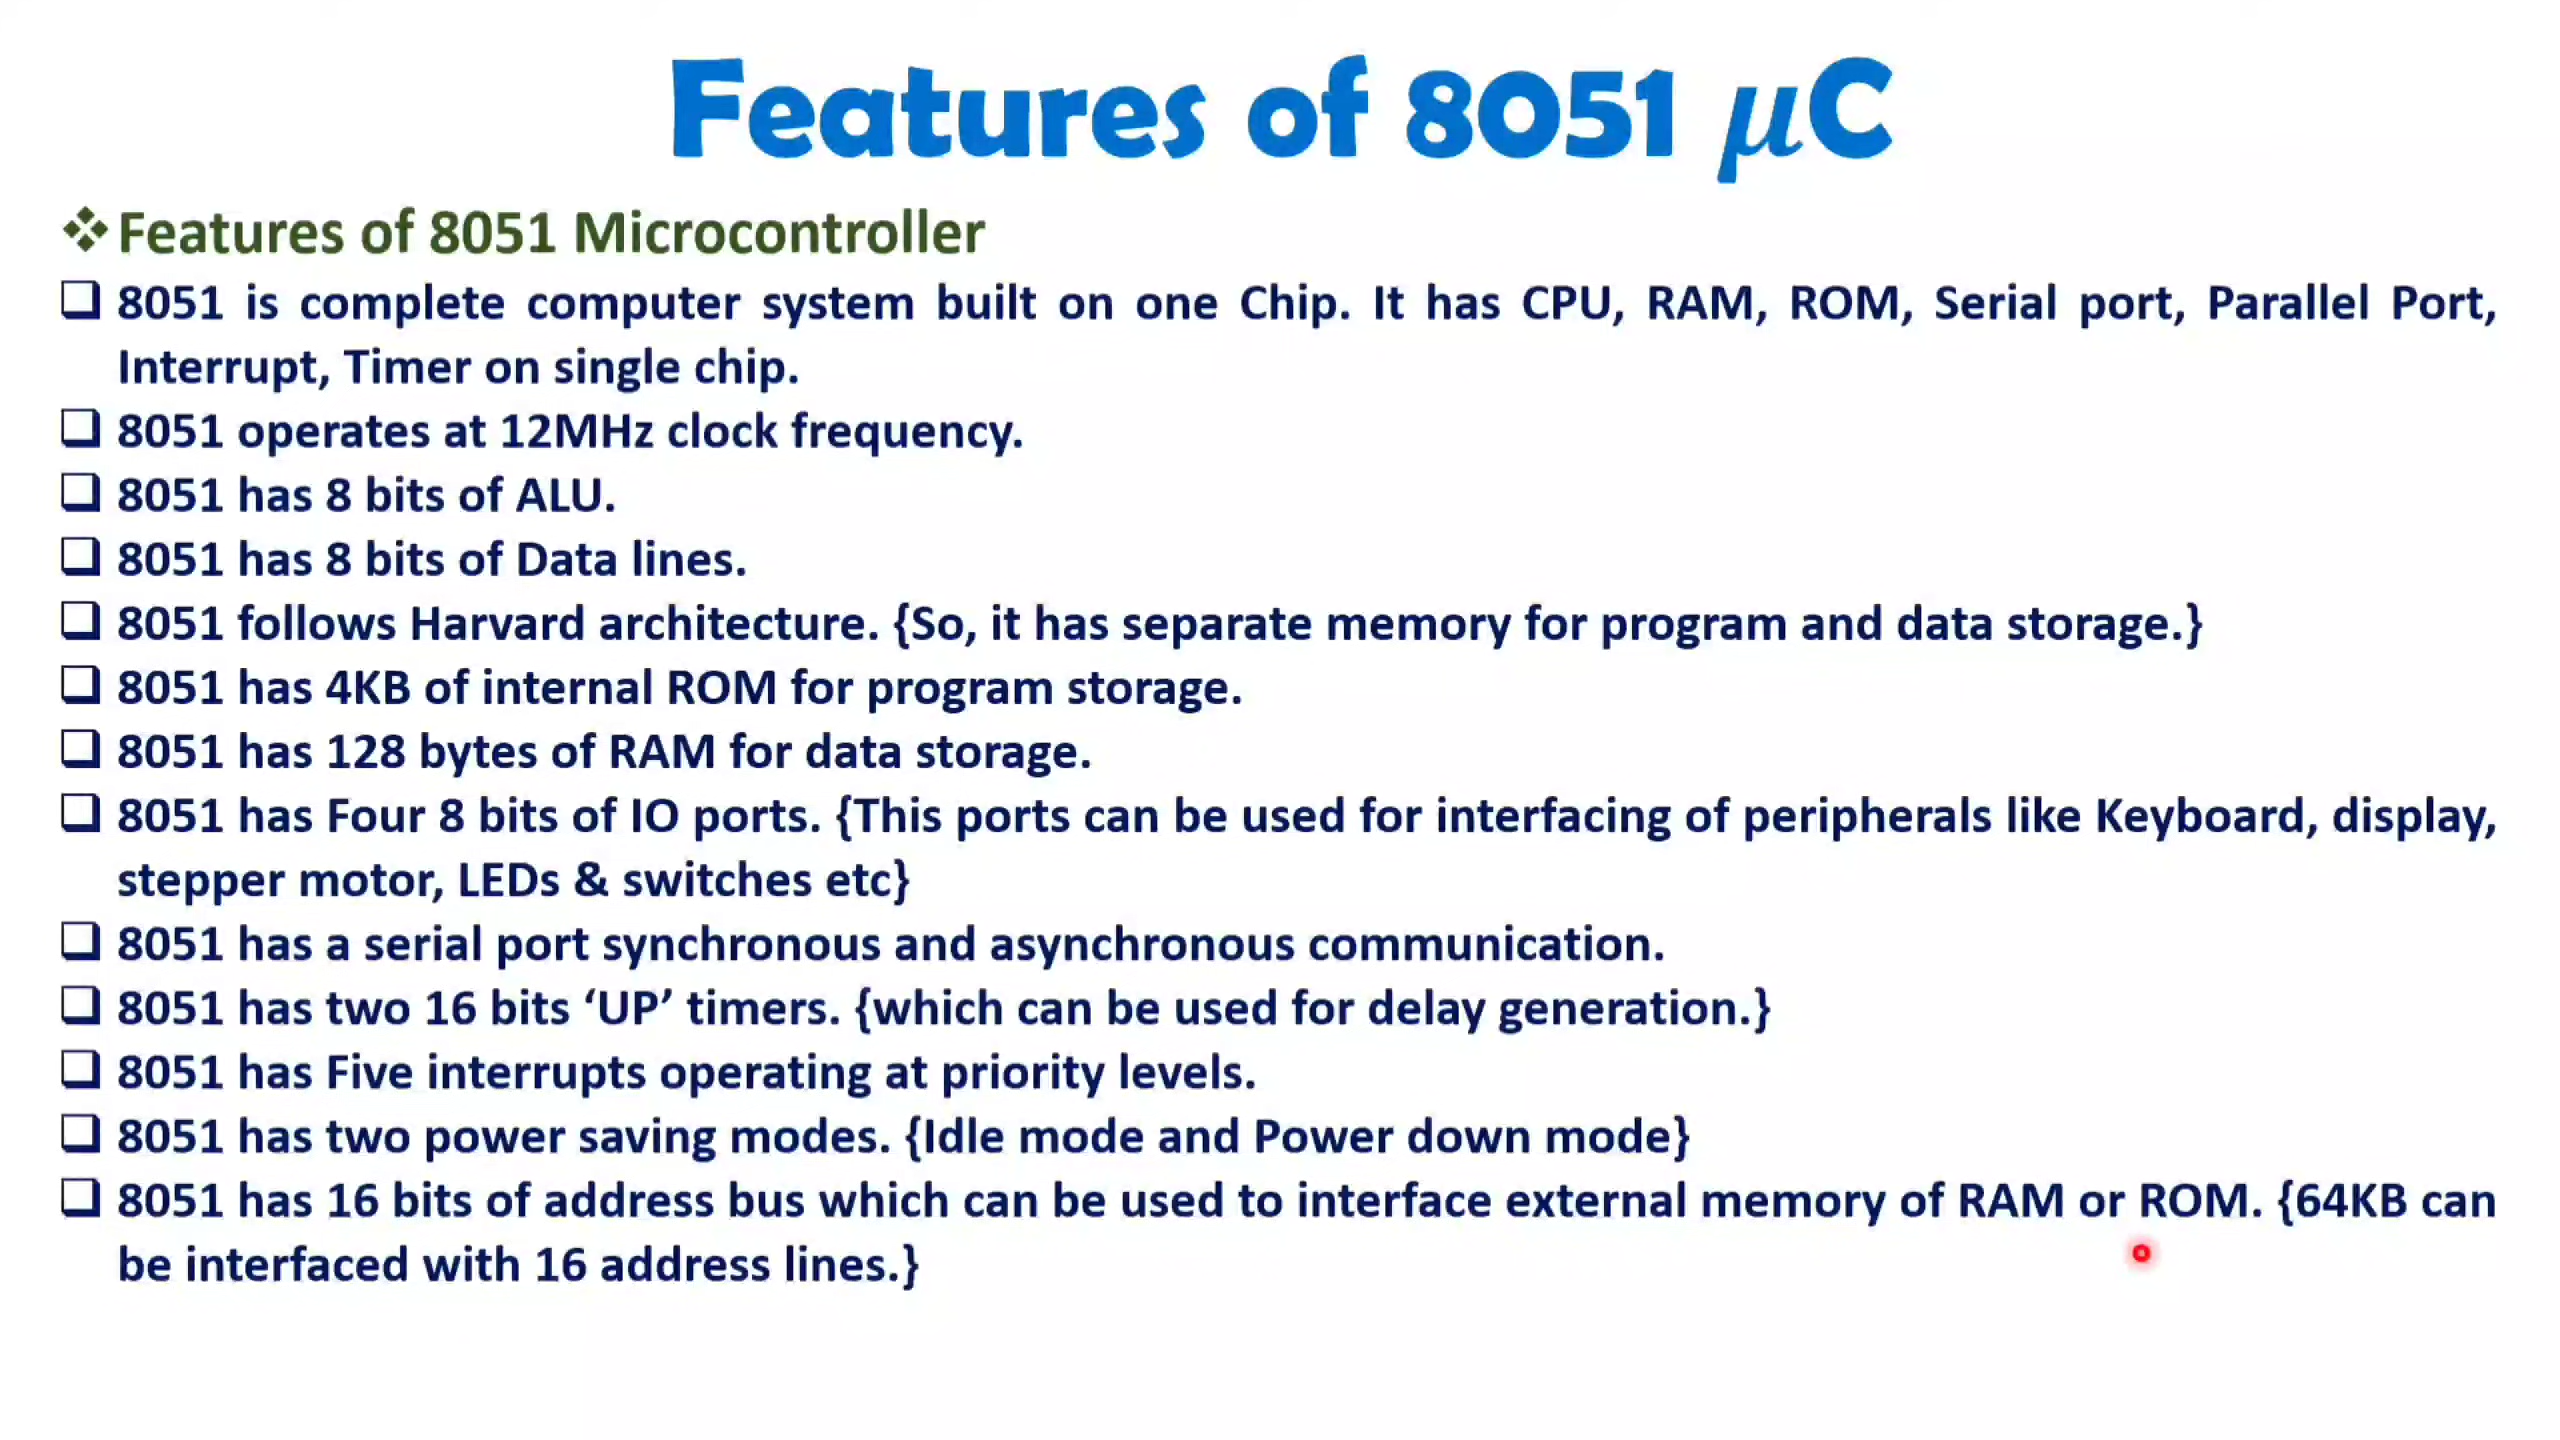 Features of 8051 μC
Features of 8051 Microcontroller
8051 is complete computer system built on one Chip. It has CPU, RAM, ROM, Serial port, Parallel Port,
Interrupt, Timer on single chip.
8051 operates at 12MHz clock frequency.
8051 has 8 bits of ALU.
8051 has 8 bits of Data lines.
8051 follows Harvard architecture. {So, it has separate memory for program and data storage.}
8051 has 4KB of internal ROM for program storage.
8051 has 128 bytes of RAM for data storage.
8051 has Four 8 bits of IO ports. {This ports can be used for interfacing of peripherals like Keyboard, display,
stepper motor, LEDs & switches etc}
8051 has a serial port synchronous and asynchronous communication.
8051 has two 16 bits ‘UP’ timers. {which can be used for delay generation.}
8051 has Five interrupts operating at priority levels.
8051 has two power saving modes. {Idle mode and Power down mode}
8051 has 16 bits of address bus which can be used to interface external memory of RAM or ROM. {64KB can
be interfaced with 16 address lines.}